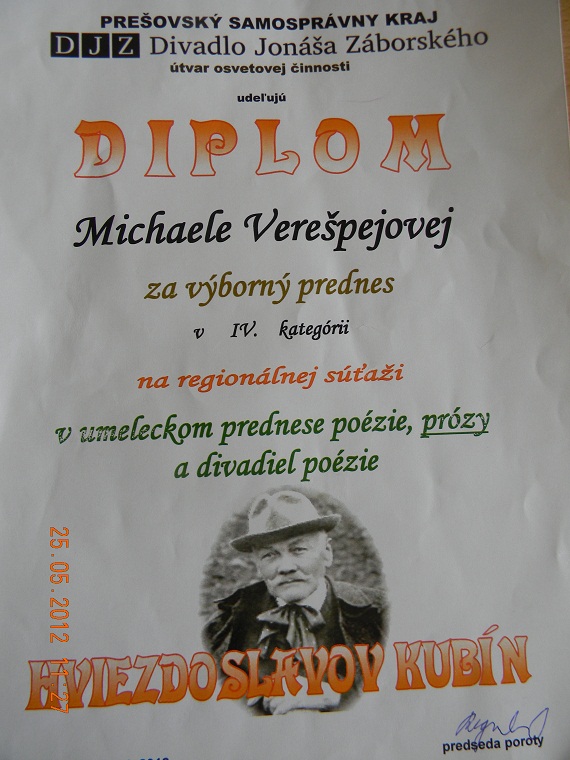 PREŠOVSKÝ SAMOSPRÁVNY KRAJ
DJZ Divadlo Jonáša Záborského
útvar osvetovej činnosti
udeľujú
DIPLOM
Michaele Verešpejovej
za výborný prednes
v IV. kategórii
na regionálnej súťaži
v umeleckom prednese poézie, prózy
a divadiel poézie
HVIEZDOSLAVOV KUBÍN
predseda poroty
25.05.2012